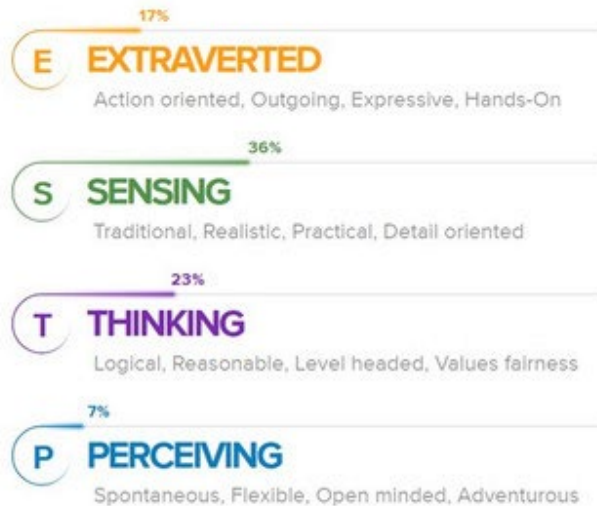 17%
E EXTRAVERTED
Action oriented, Outgoing, Expressive, Hands-On
36%
S SENSING
Traditional, Realistic, Practical, Detail oriented
23%
T THINKING
Logical, Reasonable, Level headed, Values fairness
7%
P PERCEIVING
Spontaneous, Flexible, Open minded, Adventurous